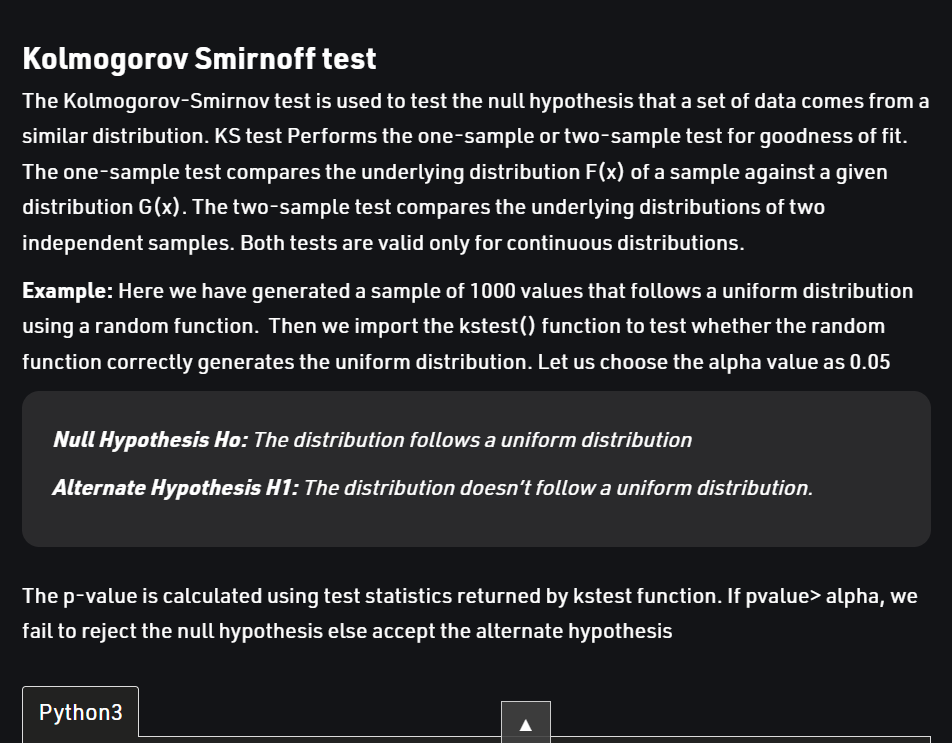 Kolmogorov Smirnoff test
The Kolmogorov-Smirnov test is used to test the null hypothesis that a set of data comes from a
similar distribution. KS test Performs the one-sample or two-sample test for goodness of fit.
The one-sample test compares the underlying distribution F(x) of a sample against a given
distribution G(x). The two-sample test compares the underlying distributions of two
independent samples. Both tests are valid only for continuous distributions.
Example: Here we have generated a sample of 1000 values that follows a uniform distribution
using a random function.  Then we import the kstest() function to test whether the random
function correctly generates the uniform distribution. Let us choose the alpha value as 0.05
Null Hypothesis Ho: The distribution follows a uniform distribution
Alternate Hypothesis H1: The distribution doesn't follow a uniform distribution.
The p-value is calculated using test statistics returned by kstest function. If pvalue> alpha, we
fail to reject the null hypothesis else accept the alternate hypothesis
Python3
▲